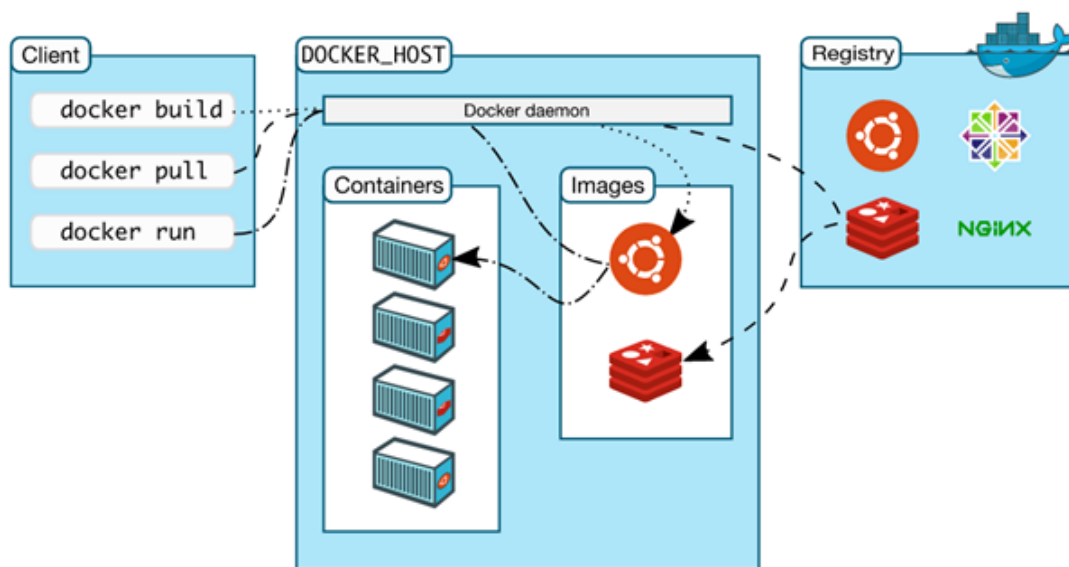 Client
docker build
docker pull
docker run
DOCKER_HOST
Docker daemon
Containers
Images
Registry
NGINX